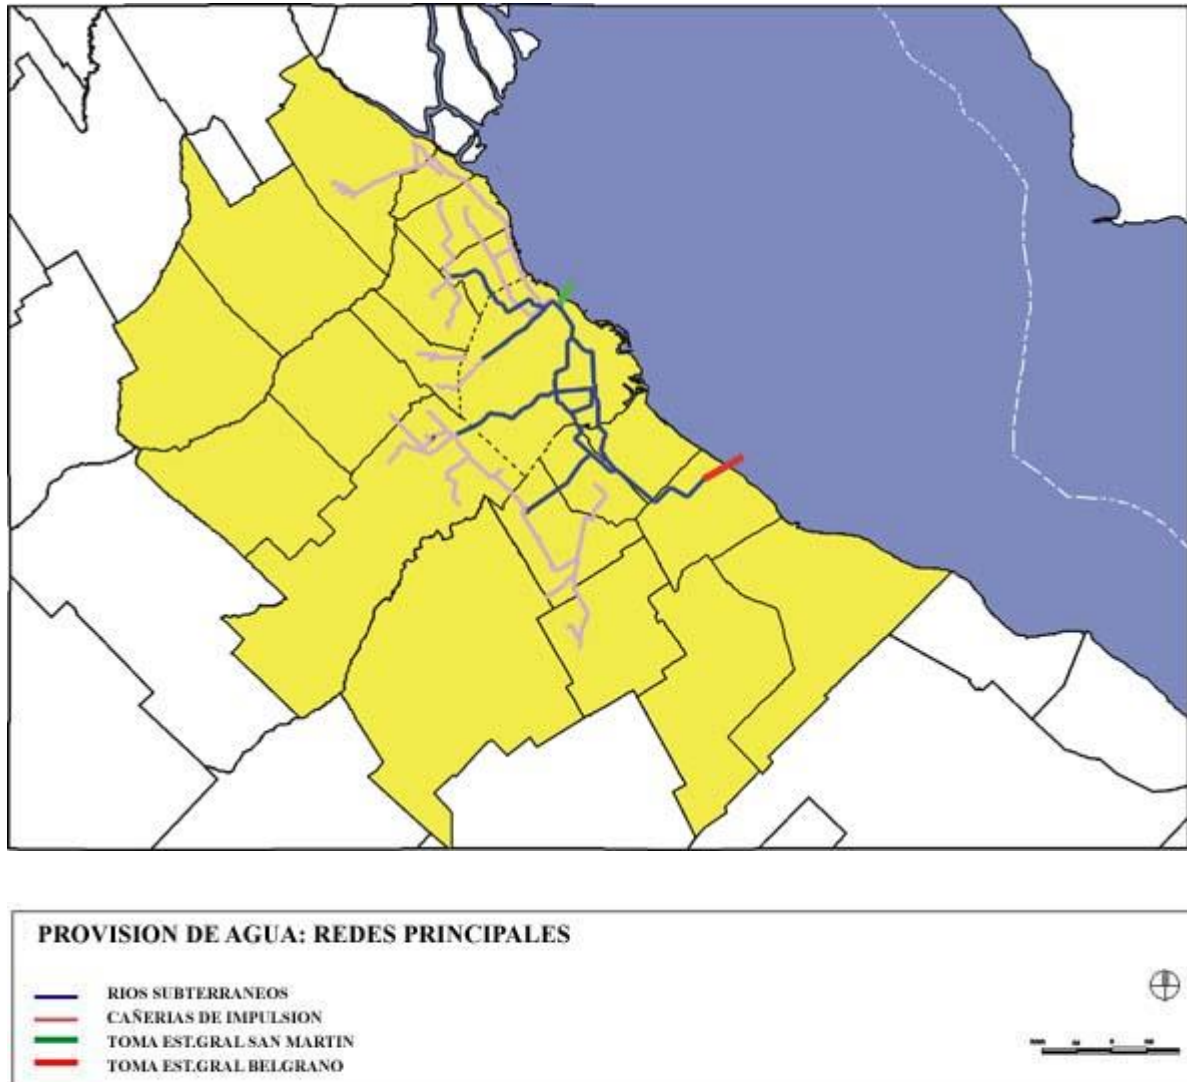 PROVISION DE AGUA: REDES PRINCIPALES
RIOS SUBTERRANEOS
CAÑERIAS DE IMPULSION
TOMA EST.GRAL SAN MARTIN
TOMA EST.GRAL BELGRANO